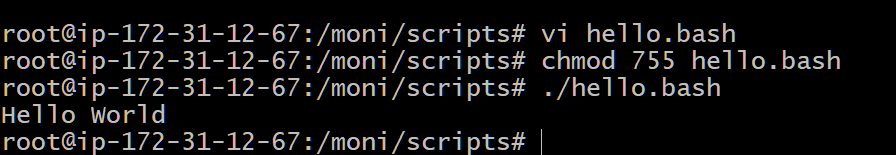 root@ip-172-31-12-67:/moni/scripts# vi hello.bash
root@ip-172-31-12-67:/moni/scripts# chmod 755 hello.bash
root@ip-172-31-12-67:/moni/scripts# ./hello.bash
Hello World
root@ip-172-31-12-67:/moni/scripts#